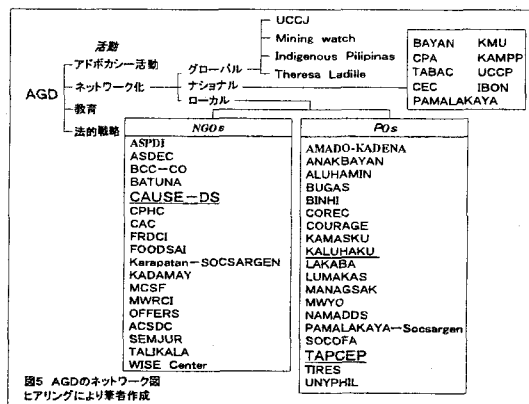 活動
AGD
アドボカシー活動
ネットワーク化
教育
法的戦略
グローバル
ナショナル
ローカル
UCCJ
Mining watch
Indigenous Pilipinas
Theresa Ladille
BAYAN KMU
CPA KAMPP
TABAC UCCP
CEC IBON
PAMALAKAYA
NGOs
ASPDI
ASDEC
BCC-CO
BATUNA
CAUSE-DS
CPHC
CAC
FRDCI
FOODSAI
Karapatan-SOCSARGEN
KADAMAY
MCSF
MWRCI
OFFERS
ACSDC
SEMJUR
TALIKALA
WISE Center
POs
AMADO-KADENA
ANAKBAYAN
ALUHAMIN
BUGAS
BINHI
COREC
COURAGE
KAMASKU
KALUHAKU
LAKABA
LUMAKAS
MANAGSAK
MWYO
NAMADDS
PAMALAKAYA-Socsargen
SOCOFA
TAPCEP
TIRES
UNYPHIL
図5 AGDのネットワーク図
ヒアリングにより筆者作成